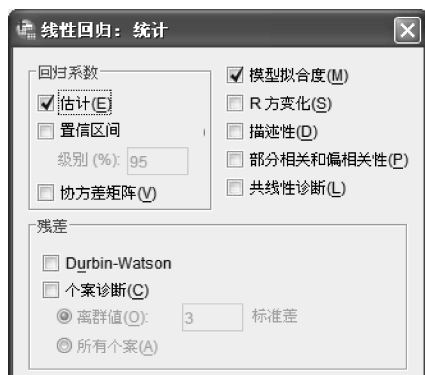 线性回归：统计
回归系数
估计(E)
置信区间
级别 (%): 95
协方差矩阵(V)
模型拟合度(M)
R 方变化(S)
描述性(D)
部分相关和偏相关性(P)
共线性诊断(L)
残差
Durbin-Watson
个案诊断(C)
离群值(O): 3 标准差
所有个案(A)